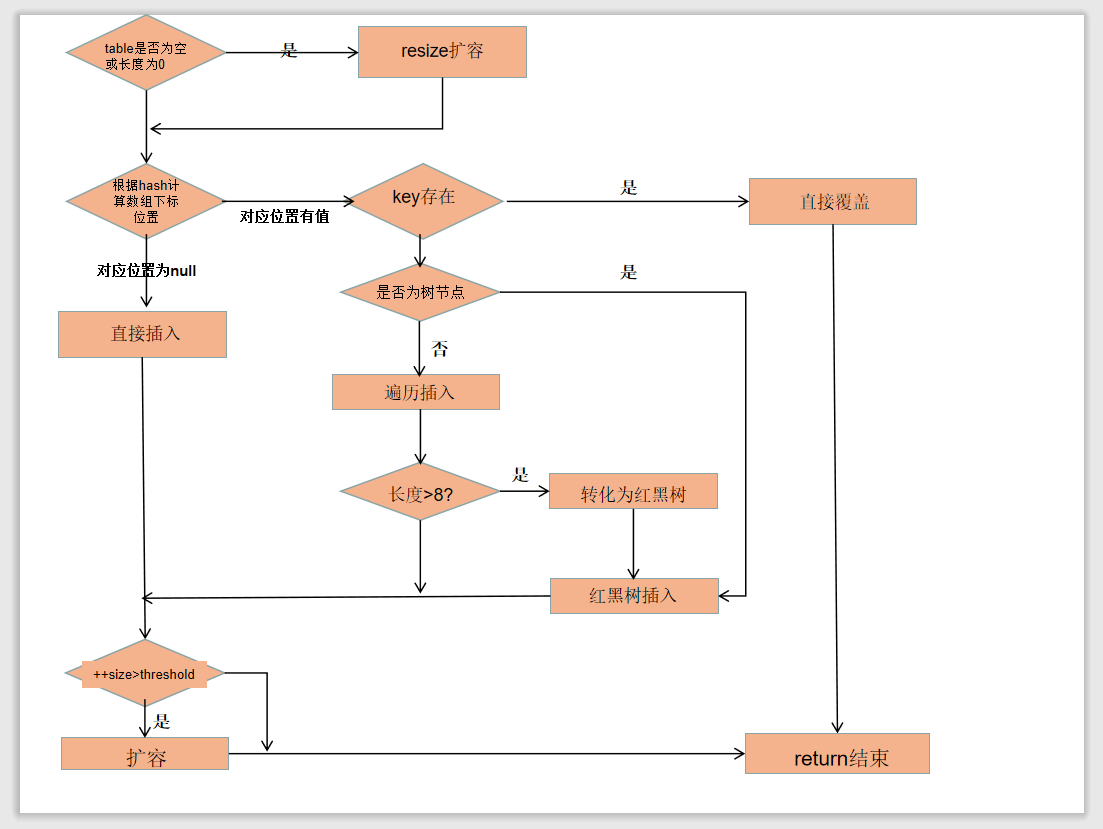 table是否为空
或长度为0
是
resize扩容
根据hash计
算数组下标
位置
对应位置有值
key存在
是
直接覆盖
对应位置为null
是否为树节点
是
直接插入
否
遍历插入
长度>8?
是
转化为红黑树
红黑树插入
++size>threshold
是
扩容
return结束